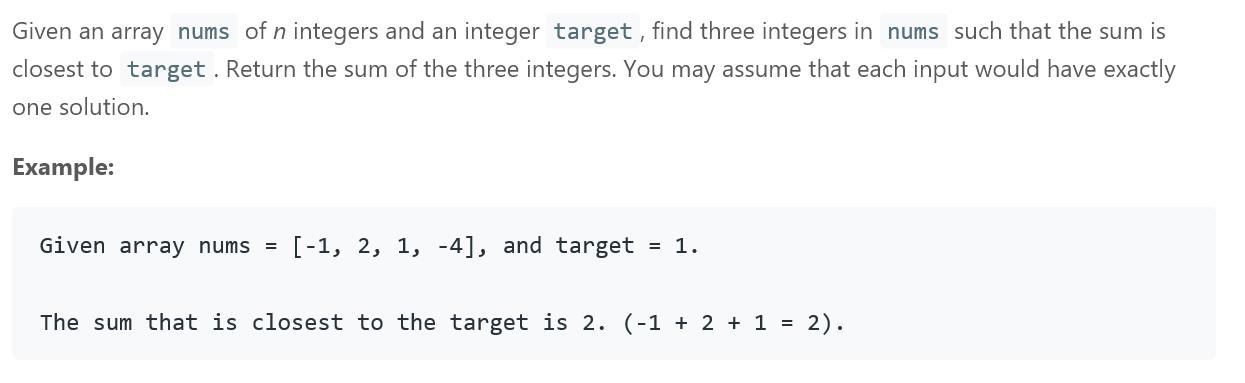 Given an array nums of n integers and an integer target, find three integers in nums such that the sum is
closest to target. Return the sum of the three integers. You may assume that each input would have exactly
one solution.
Example:
Given array nums = [-1, 2, 1, -4], and target = 1.
The sum that is closest to the target is 2. (-1 + 2 + 1 = 2).